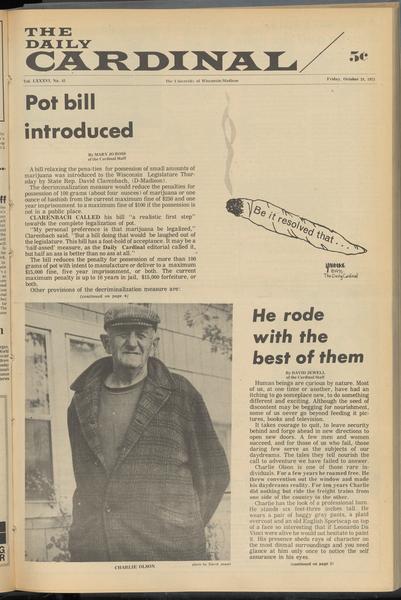 THE
DAILY
CARDINAL
5¢
Vol. LXXXVI, No. 45
The University of Wisconsin-Madison
Friday, October 1975
Pot bill
introduced
By MARY JO ROSS
of the Cardinal Staff
A bill relaxing the penalties for possession of small amounts of
marijuana was introduced to the Wisconsin Legislature Thur-
sday by State Rep. David Clarenbach, (D-Madison).
The decriminalization measure would reduce the penalties for
possession of 100 grams (about four ounces) of marijuana or one
ounce of hashish from the current maximum fine of $250 and one
year imprisonment to a maximum fine of $100 if the possession is
not in a public place.
CLARENBACH CALLED his bill "a realistic first step"
towards the complete legalization of pot.
"My personal preference is that marijuana be legalized,"
Clarenbach said. "But a bill doing that would be laughed out of
the legislature. This bill has a foot-hold of acceptance. It may be a
'half-assed' measure, as the Daily Cardinal editorial called it,
but half an ass is better than no ass at all."
The bill reduces the penalty for possession of more than 100
grams of pot with intent to manufacture or deliver to a maximum
$15,000 fine, five year imprisonment, or both. The current
maximum penalty is up to 10 years in jail, $15,000 forfeiture, or
both.
Other provisions of the decriminalization measure are:
(continued on page 4)
Be it resolved that . . .
The Daily Cardinal
He rode
with the
best of them
By DAVID JEWELL
of the Cardinal Staff
Human beings are curious by nature. Most
of us, at one time or another, have had an
itching to go someplace new, to do something
different and exciting. Although the seed of
discontent may be begging for nourishment,
some of us never go beyond feeding it pic-
tures, books and television.
It takes courage to quit, to leave security
behind and forge ahead in new directions to
open new doors. A few men and women
succeed, and for those of us who fail, those
daring few serve as the subjects of our
daydreams. The tales they tell nourish the
call to adventure we have failed to answer.
Charlie Olson is one of those rare in-
dividuals. For a few years he roamed free. He
threw convention out the window and made
his daydreams reality. For ten years Charlie
did nothing but ride the freight trains from
one side of the country to the other.
Charlie has the look of a professional bum.
He stands six feet-three inches tall. He
wears a pair of baggy gray pants, a plaid
overcoat and an old English Sportscap on top
of a face so interesting that if Leonardo Da
Vinci were alive he would not hesitate to paint
it. His presence sheds rays of character on
the most dismal surroundings and you need
glance at him only once to notice the self
assurance in his eyes.
(continued on page 2)
CHARLIE OLSON
photo by David Jewell